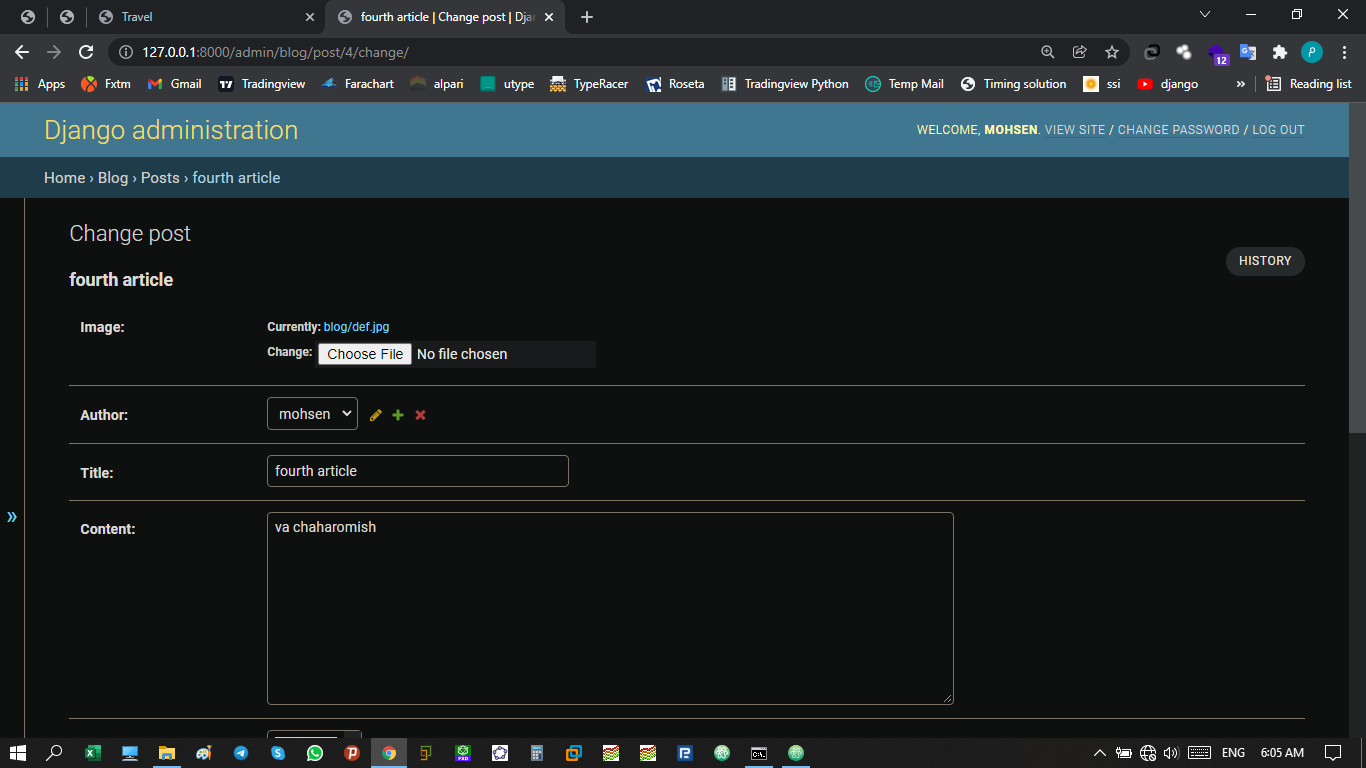 Travel
fourth article | Change post | Dja
127.0.0.1:8000/admin/blog/post/4/change/
P
12
Apps Fxtm Gmail Tradingview Farachart alpari utype TypeRacer Roseta Tradingview Python Temp Mail Timing solution ssi django » Reading list
Django administration
WELCOME, MOHSEN. VIEW SITE / CHANGE PASSWORD / LOG OUT
Home › Blog › Posts › fourth article
Change post
HISTORY
fourth article
Image: Currently: blog/def.jpg
Change: Choose File No file chosen
Author: mohsen
Title: fourth article
Content: va chaharomish
»
ENG 6:05 AM